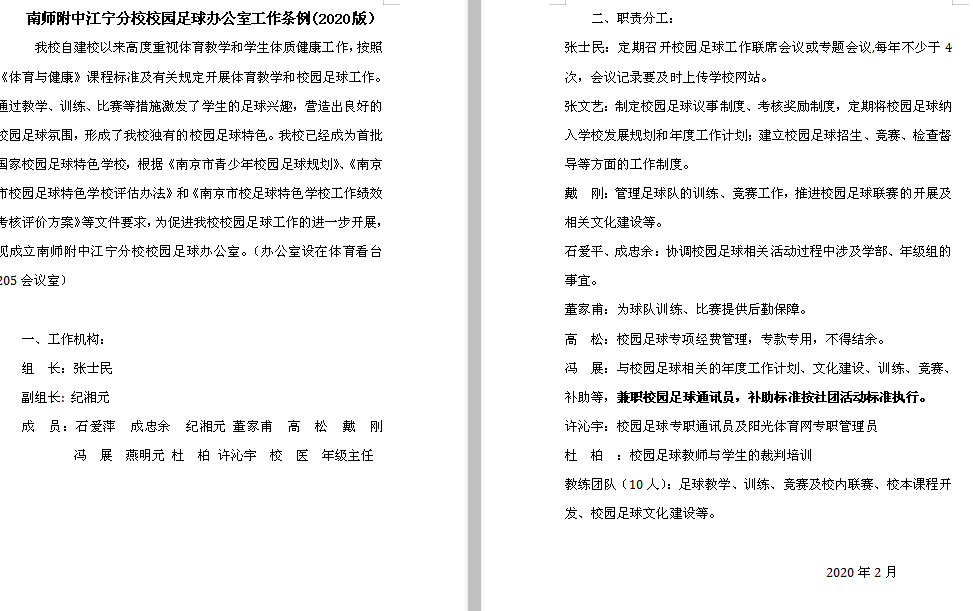 南师附中江宁分校校园足球办公室工作条例(2020版）
我校自建校以来高度重视体育教学和学生体质健康工作，按照
《体育与健康》课程标准及有关规定开展体育教学和校园足球工作。
通过教学、训练、比赛等措施激发了学生的足球兴趣，营造出良好的
校园足球氛围，形成了我校独有的校园足球特色。我校已经成为首批
国家校园足球特色学校，根据《南京市青少年校园足球规划》、《南京
市校园足球特色学校评估办法》和《南京市校足球特色学校工作绩效
考核评价方案》等文件要求，为促进我校校园足球工作的进一步开展，
现成立南师附中江宁分校校园足球办公室。（办公室设在体育看台
205 会议室）
一、工作机构：
组　长：张士民
副组长: 纪湘元
成　员：石爱萍　成忠余　纪湘元 董家甫　高　松　戴　刚
冯　展　燕明元 杜　柏 许沁宇　校　医　年级主任
二、职责分工：
张士民：定期召开校园足球工作联席会议或专题会议,每年不少于 4
次，会议记录要及时上传学校网站。
张文艺：制定校园足球议事制度、考核奖励制度，定期将校园足球纳
入学校发展规划和年度工作计划；建立校园足球招生、竞赛、检查督
导等方面的工作制度。
戴　刚：管理足球队的训练、竞赛工作，推进校园足球联赛的开展及
相关文化建设等。
石爱平、成忠余：协调校园足球相关活动过程中涉及学部、年级组的
事宜。
董家甫：为球队训练、比赛提供后勤保障。
高　松：校园足球专项经费管理，专款专用，不得结余。
冯　展：与校园足球相关的年度工作计划、文化建设、训练、竞赛、
补助等，兼职校园足球通讯员，补助标准按社团活动标准执行。
许沁宇：校园足球专职通讯员及阳光体育网专职管理员
杜　柏　：校园足球教师与学生的裁判培训
教练团队（10 人）：足球教学、训练、竞赛及校内联赛、校本课程开
发、校园足球文化建设等。
2020 年 2 月